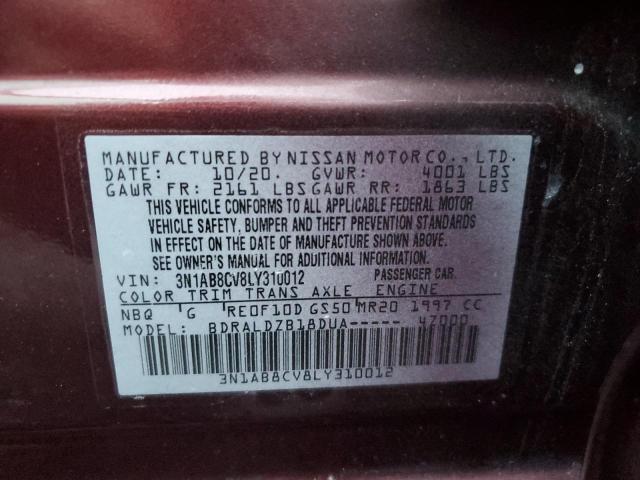 MANUFACTURED BY NISSAN MOTOR CO., LTD.
DATE: 10/20. GVWR: 4001 LBS
GAWR FR: 2161 LBS GAWR RR: 1863 LBS
THIS VEHICLE CONFORMS TO ALL APPLICABLE FEDERAL MOTOR
VEHICLE SAFETY, BUMPER AND THEFT PREVENTION STANDARDS
IN EFFECT ON THE DATE OF MANUFACTURE SHOWN ABOVE.
SEE OWNER'S MANUAL FOR AUDITIONAL INFORMATION.
VIN: 3N1AB8CV8LY310012 PASSENGER CAR.
COLOR TRIM TRANS AXLE ENGINE
NBQ G RE0F10D GS50 MR20 1997 CC
MODEL: BDRALDZB18DUA----- 4Z000
3N1AB8CV8LY310012